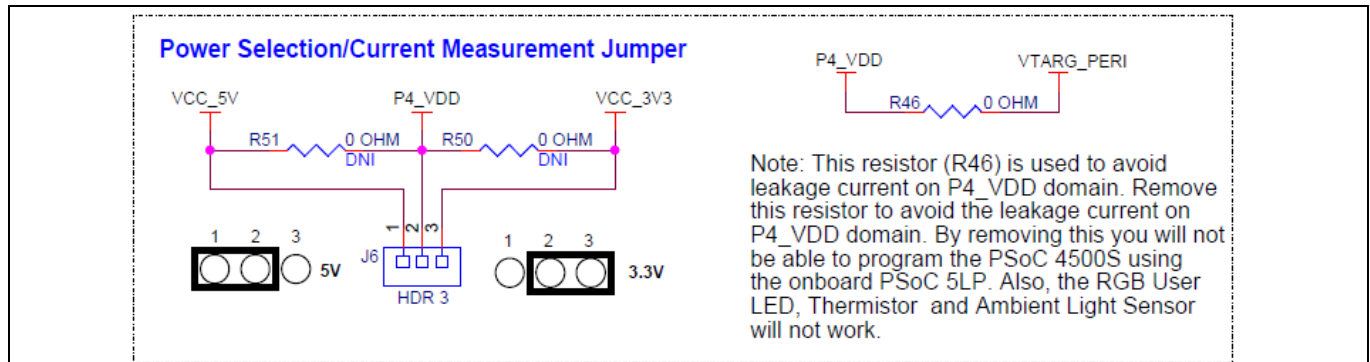 Power Selection/Current Measurement Jumper
VCC_5V
P4_VDD
VCC_3V3
R51
0 OHM
DNI
R50
0 OHM
DNI
1
2
3
J6
HDR 3
1 2 3
5V
1 2 3
3.3V
P4_VDD
VTARG_PERI
R46
0 OHM
Note: This resistor (R46) is used to avoid
leakage current on P4_VDD domain. Remove
this resistor to avoid the leakage current on
P4_VDD domain. By removing this you will not
be able to program the PSoC 4500S using
the onboard PSoC 5LP. Also, the RGB User
LED, Thermistor and Ambient Light Sensor
will not work.